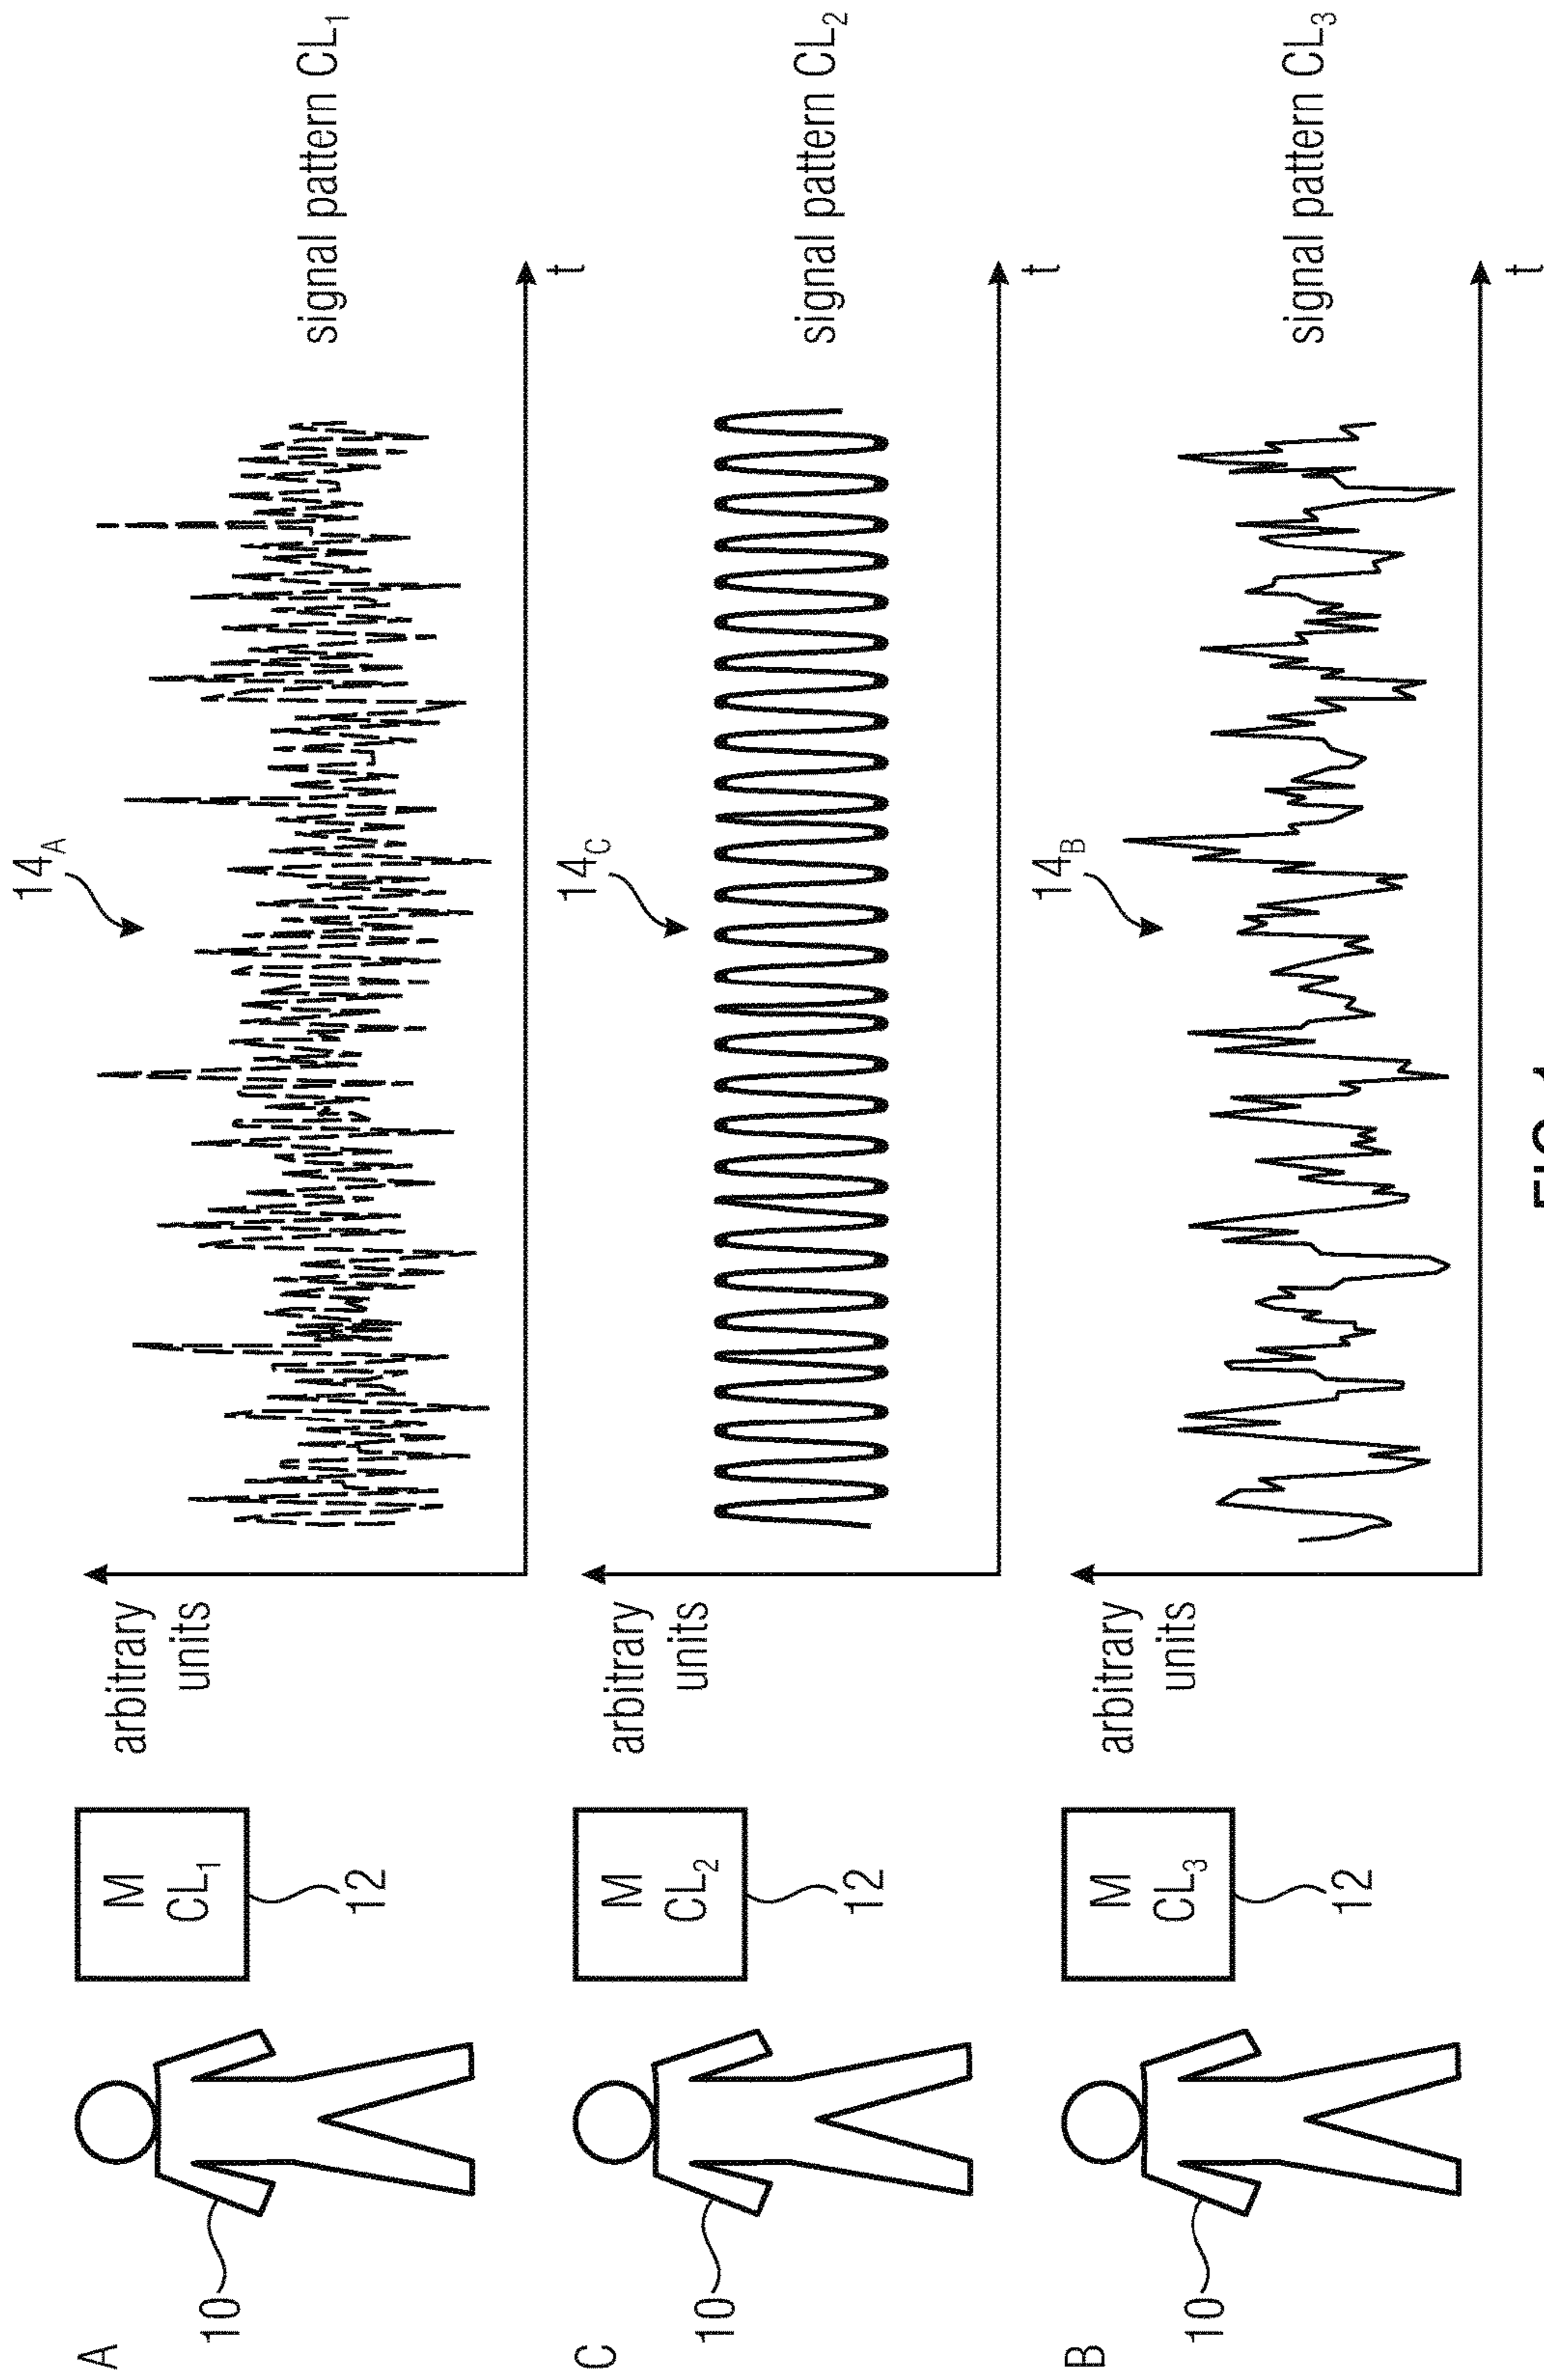 A
10
M
CL₁
12
arbitrary
units
14A
t
signal pattern CL₁
C
10
M
CL₂
12
arbitrary
units
14C
t
signal pattern CL₂
B
10
M
CL₃
12
arbitrary
units
14B
t
signal pattern CL₃